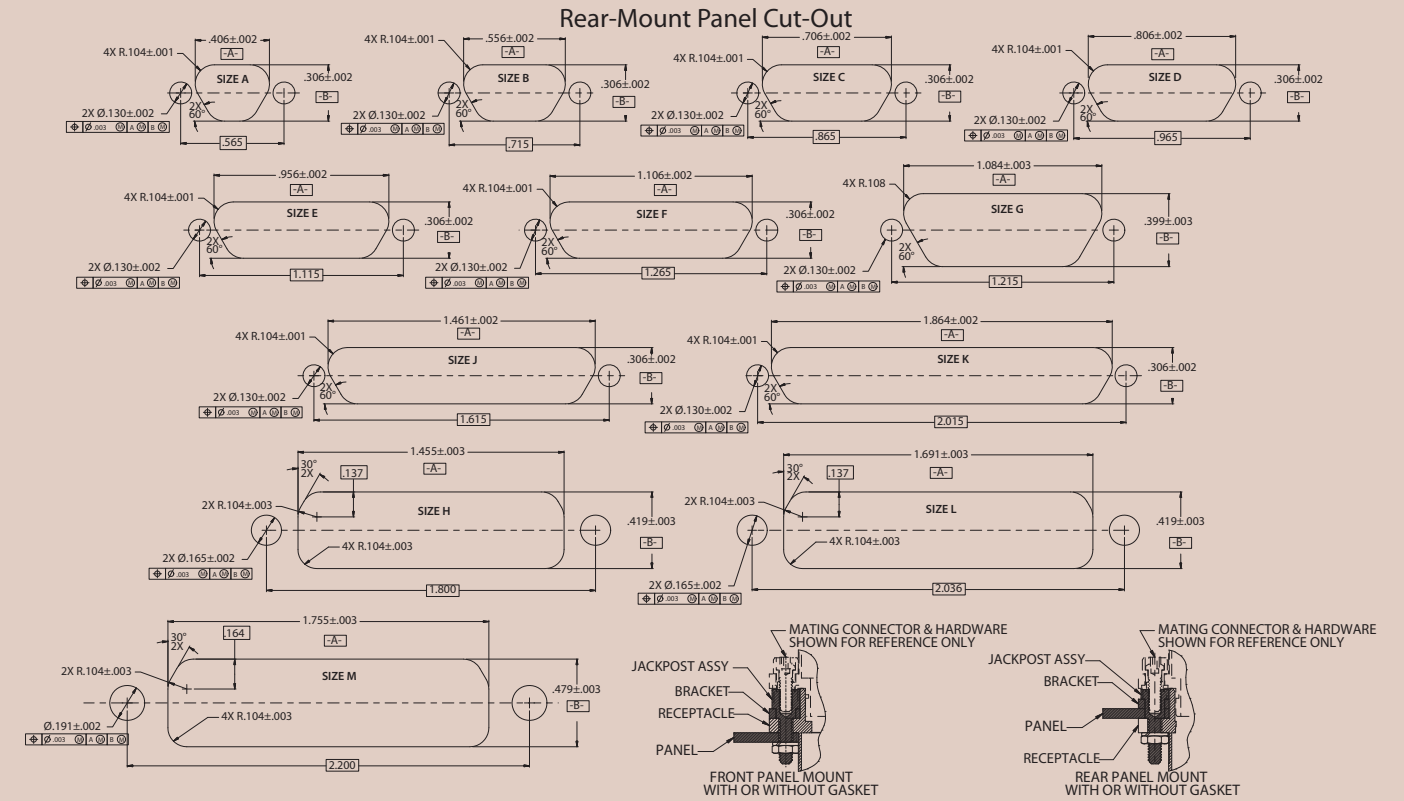 Rear-Mount Panel Cut-Out
.406±.002
-A-
4X R.104±.001
SIZE A
.306±.002
-B-
2X
60°
2X Ø.130±.002
⌖ Ø .003 Ⓜ A Ⓜ B Ⓜ
.565
.556±.002
-A-
4X R.104±.001
SIZE B
.306±.002
-B-
2X
60°
2X Ø.130±.002
⌖ Ø .003 Ⓜ A Ⓜ B Ⓜ
.715
.706±.002
-A-
4X R.104±.001
SIZE C
.306±.002
-B-
2X
60°
2X Ø.130±.002
⌖ Ø .003 Ⓜ A Ⓜ B Ⓜ
.865
.806±.002
-A-
4X R.104±.001
SIZE D
.306±.002
-B-
2X
60°
2X Ø.130±.002
⌖ Ø .003 Ⓜ A Ⓜ B Ⓜ
.965
.956±.002
-A-
4X R.104±.001
SIZE E
.306±.002
-B-
2X
60°
2X Ø.130±.002
⌖ Ø .003 Ⓜ A Ⓜ B Ⓜ
1.115
1.106±.002
-A-
4X R.104±.001
SIZE F
.306±.002
-B-
2X
60°
2X Ø.130±.002
⌖ Ø .003 Ⓜ A Ⓜ B Ⓜ
1.265
1.084±.003
-A-
4X R.108
SIZE G
.399±.003
-B-
2X
60°
2X Ø.130±.002
⌖ Ø .003 Ⓜ A Ⓜ B Ⓜ
1.215
1.461±.002
-A-
4X R.104±.001
SIZE J
.306±.002
-B-
2X
60°
2X Ø.130±.002
⌖ Ø .003 Ⓜ A Ⓜ B Ⓜ
1.615
1.864±.002
-A-
4X R.104±.001
SIZE K
.306±.002
-B-
2X
60°
2X Ø.130±.002
⌖ Ø .003 Ⓜ A Ⓜ B Ⓜ
2.015
1.455±.003
-A-
30°
2X
.137
2X R.104±.003
SIZE H
.419±.003
-B-
4X R.104±.003
2X Ø.165±.002
⌖ Ø .003 Ⓜ A Ⓜ B Ⓜ
1.800
1.691±.003
-A-
30°
2X
.137
2X R.104±.003
SIZE L
.419±.003
-B-
4X R.104±.003
2X Ø.165±.002
⌖ Ø .003 Ⓜ A Ⓜ B Ⓜ
2.036
1.755±.003
-A-
30°
2X
.164
2X R.104±.003
SIZE M
.479±.003
-B-
4X R.104±.003
Ø.191±.002
⌖ Ø .003 Ⓜ A Ⓜ B Ⓜ
2.200
MATING CONNECTOR & HARDWARE
SHOWN FOR REFERENCE ONLY
JACKPOST ASSY
BRACKET
RECEPTACLE
PANEL
FRONT PANEL MOUNT
WITH OR WITHOUT GASKET
MATING CONNECTOR & HARDWARE
SHOWN FOR REFERENCE ONLY
JACKPOST ASSY
BRACKET
PANEL
RECEPTACLE
REAR PANEL MOUNT
WITH OR WITHOUT GASKET